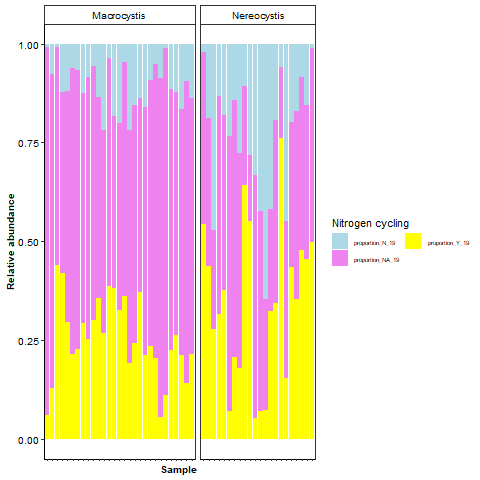 Macrocystis
Nereocystis
1.00
0.75
0.50
0.25
0.00
Relative abundance
Sample
Nitrogen cycling
proportion_N_19
proportion_Y_19
proportion_NA_19